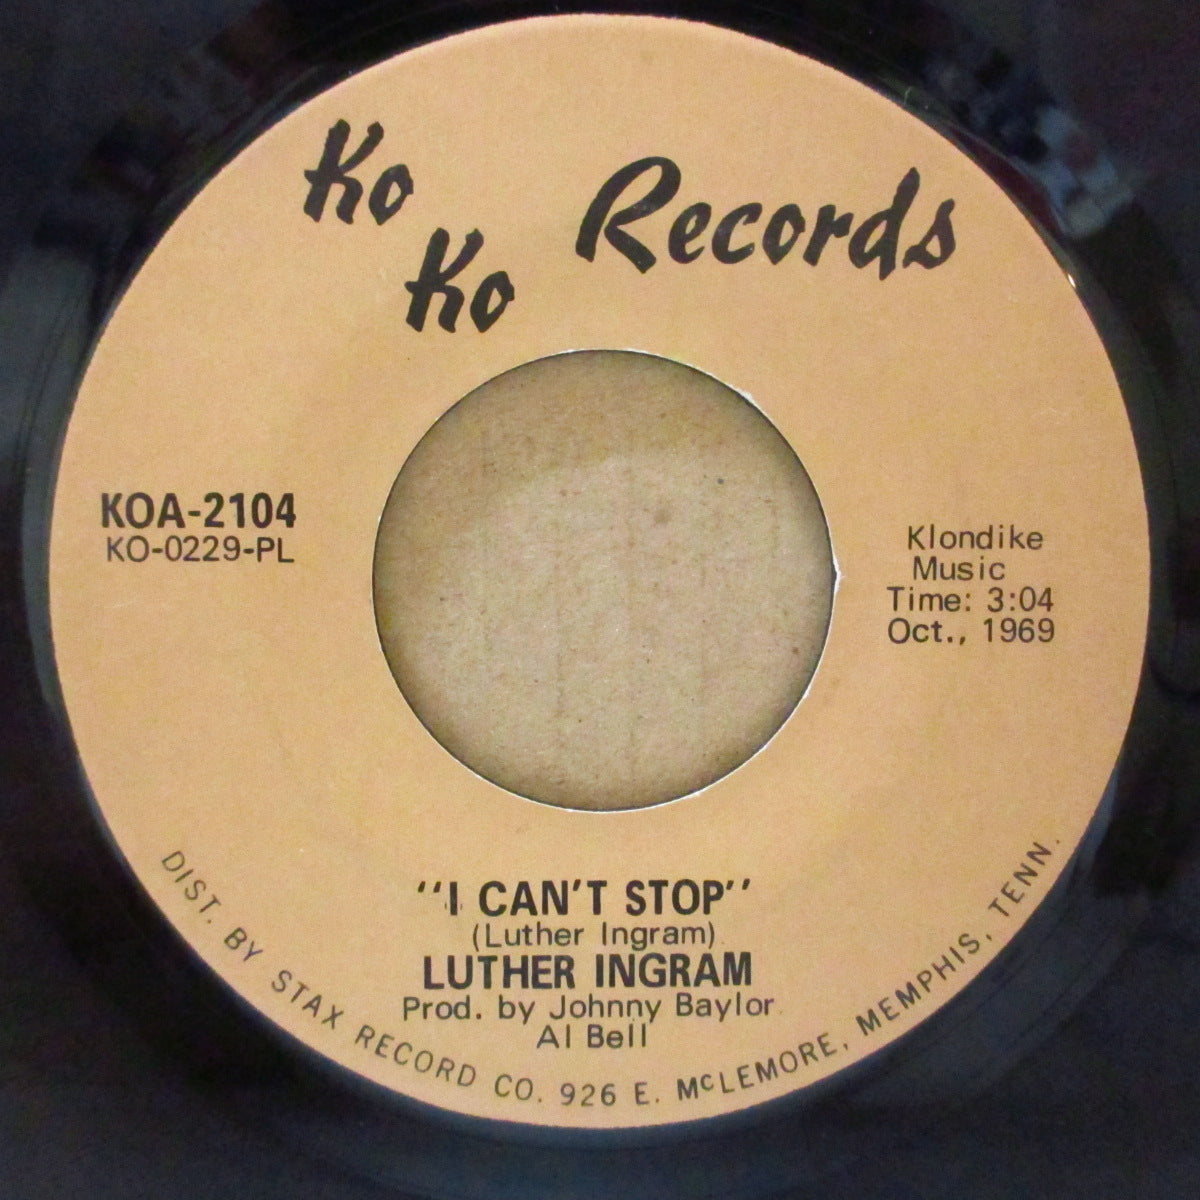 Ko
Ko Records
KOA-2104
KO-0229-PL
Klondike
Music
Time: 3:04
Oct., 1969
"I CAN'T STOP"
(Luther Ingram)
LUTHER INGRAM
Prod. by Johnny Baylor
Al Bell
DIST. BY STAX RECORD CO. 926 E. McLEMORE, MEMPHIS, TENN.